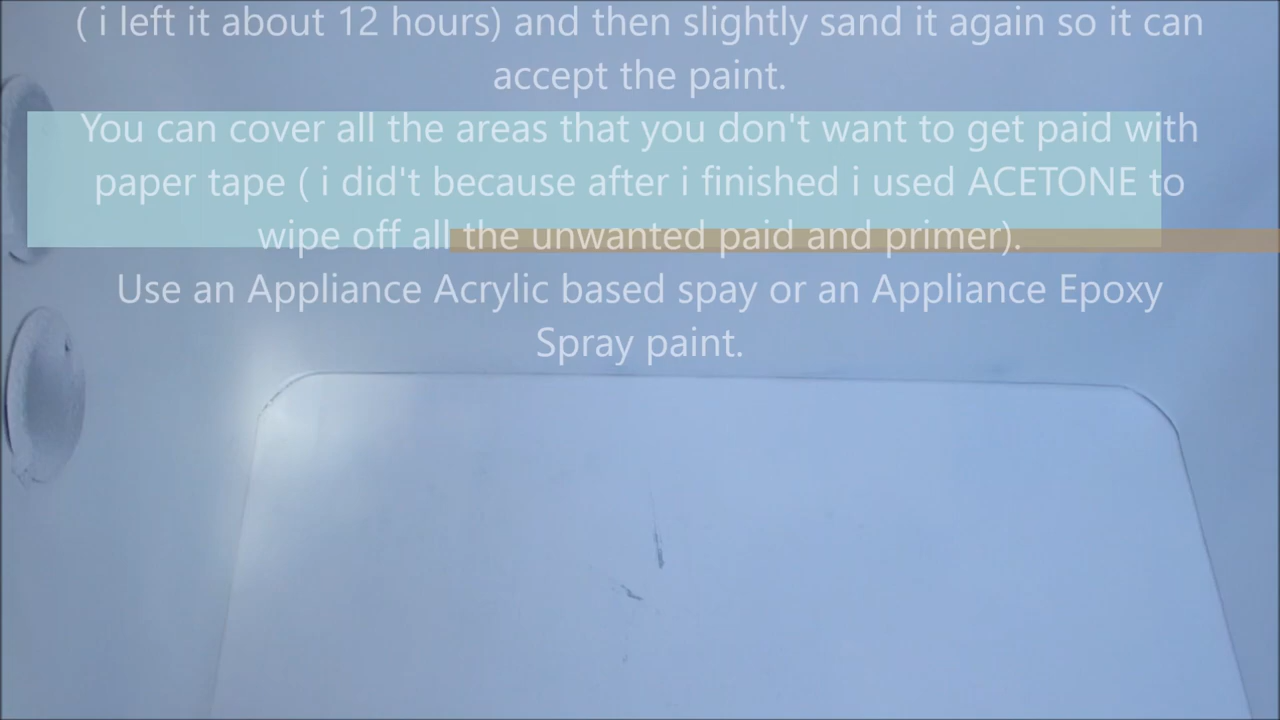 ( i left it about 12 hours) and then slightly sand it again so it can
accept the paint.
You can cover all the areas that you don't want to get paid with
paper tape ( i did't because after i finished i used ACETONE to
wipe off all the unwanted paid and primer).
Use an Appliance Acrylic based spay or an Appliance Epoxy
Spray paint.